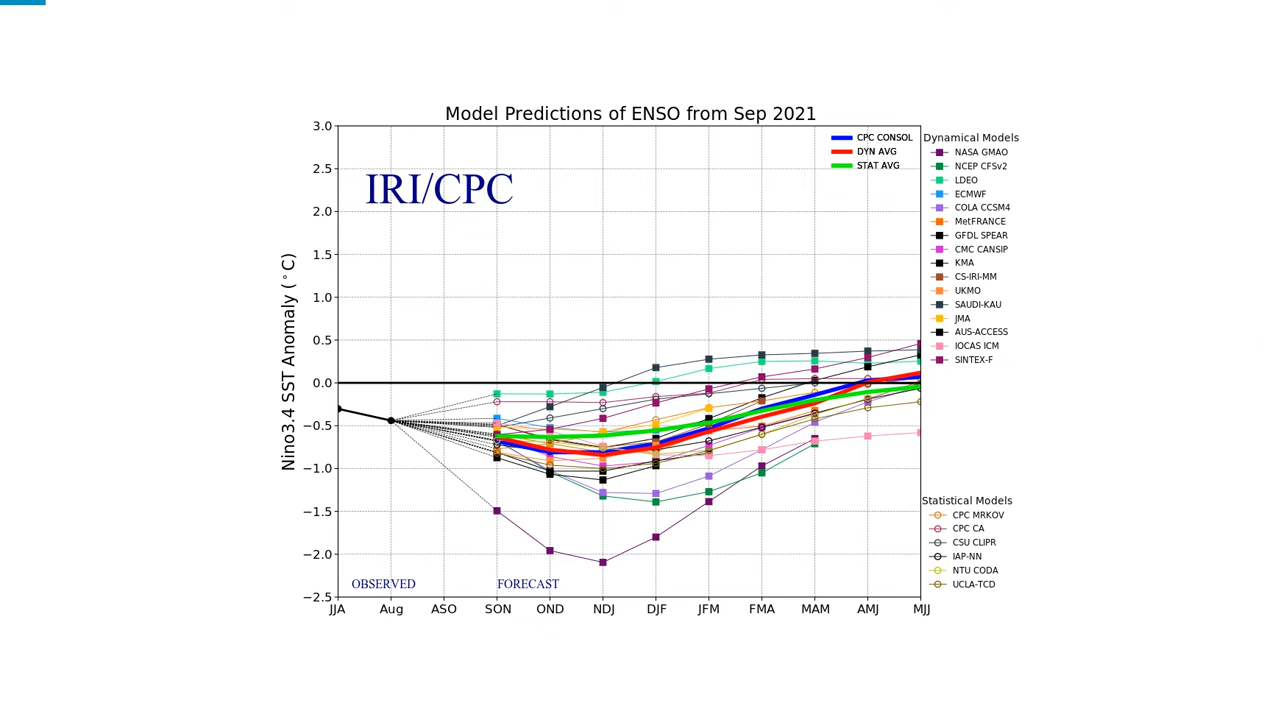 Model Predictions of ENSO from Sep 2021
3.0
2.5
2.0
1.5
1.0
0.5
0.0
−0.5
−1.0
−1.5
−2.0
−2.5
Nino3.4 SST Anomaly (°C)
IRI/CPC
CPC CONSOL
DYN AVG
STAT AVG
OBSERVED
FORECAST
JJA Aug ASO SON OND NDJ DJF JFM FMA MAM AMJ MJJ
Dynamical Models
NASA GMAO
NCEP CFSv2
LDEO
ECMWF
COLA CCSM4
MetFRANCE
GFDL SPEAR
CMC CANSIP
KMA
CS-IRI-MM
UKMO
SAUDI-KAU
JMA
AUS-ACCESS
IOCAS ICM
SINTEX-F
Statistical Models
CPC MRKOV
CPC CA
CSU CLIPR
IAP-NN
NTU CODA
UCLA-TCD